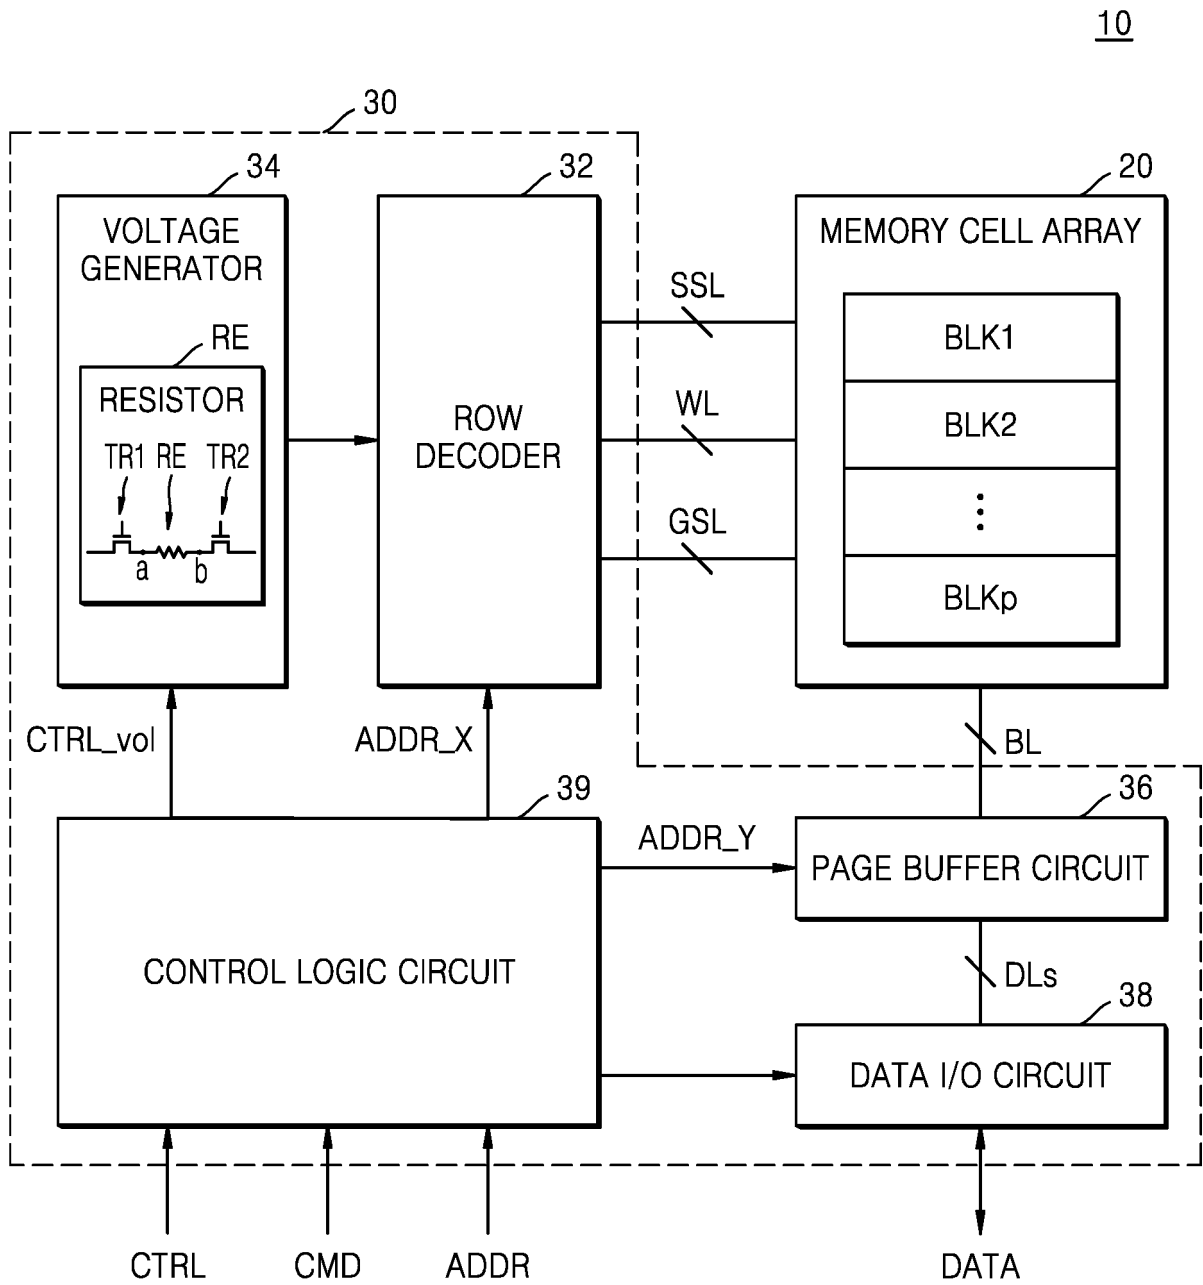 10
30
34
32
20
VOLTAGE
GENERATOR
MEMORY CELL ARRAY
SSL
RE
BLK1
RESISTOR
ROW
DECODER
WL
BLK2
TR1 RE TR2
⋮
GSL
a b
BLKp
CTRL_vol
ADDR_X
BL
39
36
ADDR_Y
PAGE BUFFER CIRCUIT
CONTROL LOGIC CIRCUIT
DLs
38
DATA I/O CIRCUIT
CTRL
CMD
ADDR
DATA